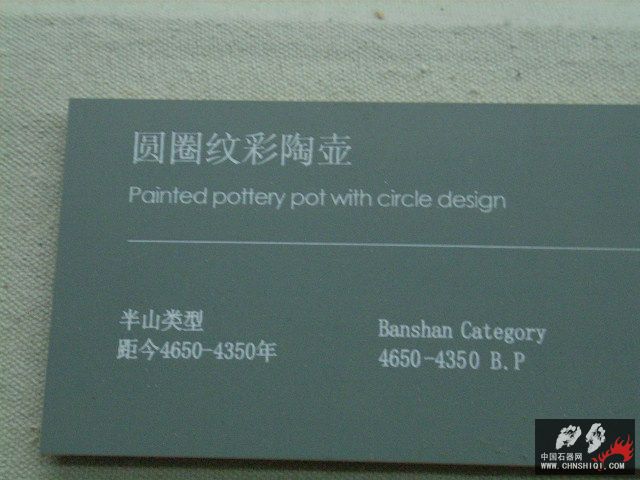 圆圈纹彩陶壶
Painted pottery pot with circle design
半山类型
距今4650-4350年
Banshan Category
4650-4350 B.P
中国石器网
WWW.CHNSHIQI.COM